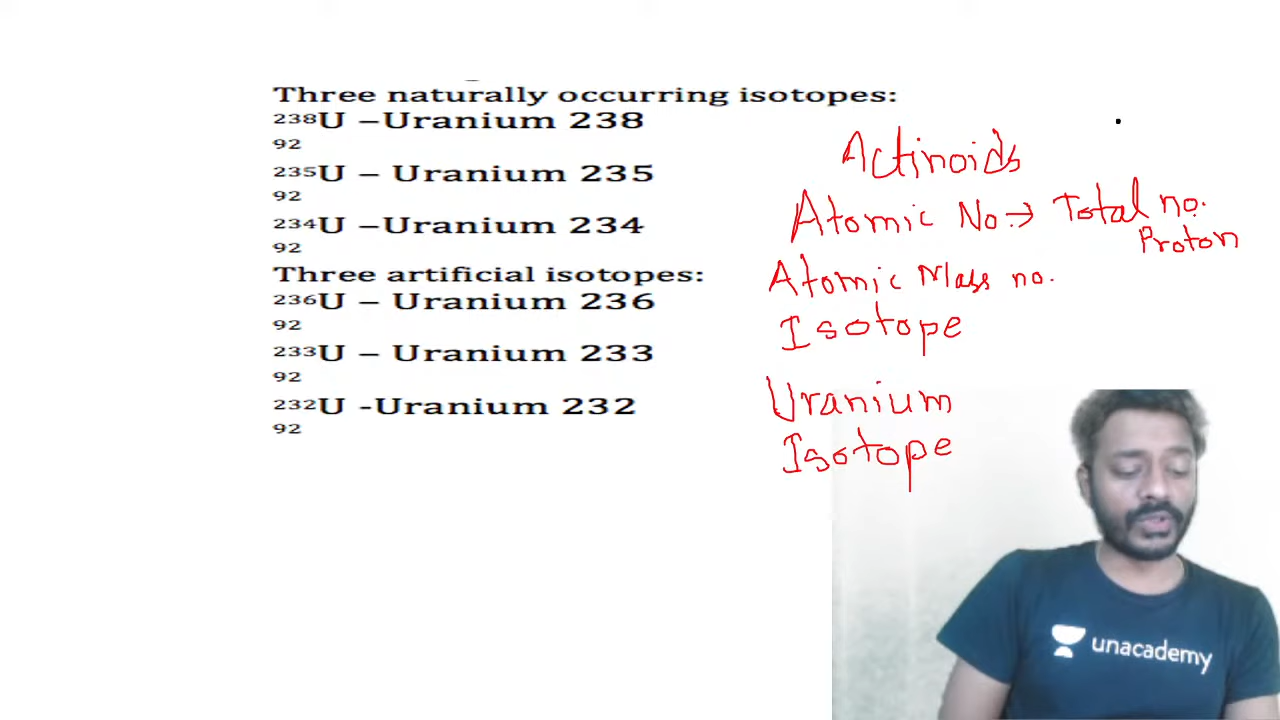 Three naturally occurring isotopes:
²³⁸U –Uranium 238
92
²³⁵U – Uranium 235
92
²³⁴U –Uranium 234
92
Three artificial isotopes:
²³⁶U – Uranium 236
92
²³³U – Uranium 233
92
²³²U -Uranium 232
92
Actinoids
Atomic No.→ Total no.
Proton
Atomic Mass no.
Isotope
Uranium
Isotope
unacademy